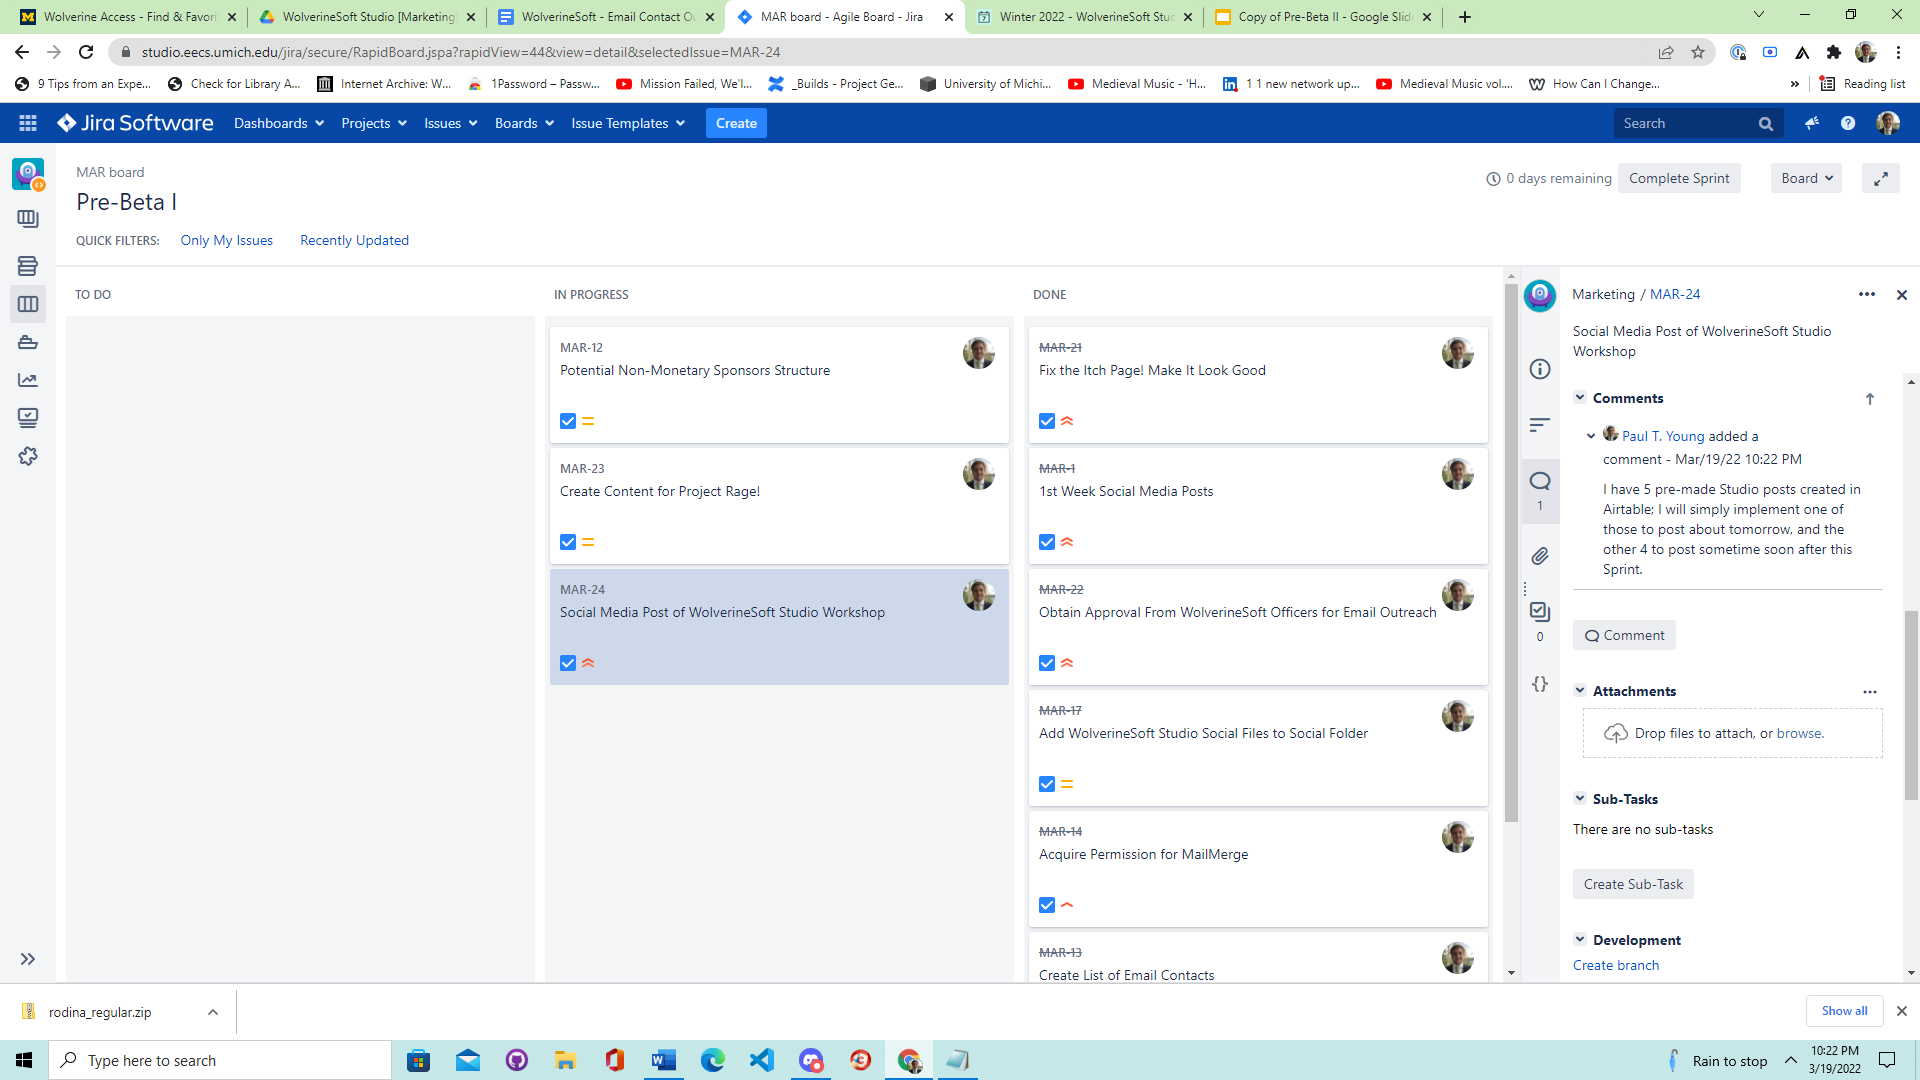 Wolverine Access - Find & Favori
WolverineSoft Studio [Marketing]
WolverineSoft - Email Contact Ou
MAR board - Agile Board - Jira
Winter 2022 - WolverineSoft Stud
Copy of Pre-Beta II - Google Slide
studio.eecs.umich.edu/jira/secure/RapidBoard.jspa?rapidView=44&view=detail&selectedIssue=MAR-24
9 Tips from an Expe...
Check for Library A...
Internet Archive: W...
1Password – Passw...
Mission Failed, We'l...
_Builds - Project Ge...
University of Michi...
Medieval Music - 'H...
1 1 new network up...
Medieval Music vol....
How Can I Change...
»
Reading list
Jira Software
Dashboards
Projects
Issues
Boards
Issue Templates
Create
Search
MAR board
Pre-Beta I
0 days remaining
Complete Sprint
Board
QUICK FILTERS:
Only My Issues
Recently Updated
TO DO
IN PROGRESS
MAR-12
Potential Non-Monetary Sponsors Structure
MAR-23
Create Content for Project Rage!
MAR-24
Social Media Post of WolverineSoft Studio Workshop
DONE
MAR-21
Fix the Itch Page! Make It Look Good
MAR-1
1st Week Social Media Posts
MAR-22
Obtain Approval From WolverineSoft Officers for Email Outreach
MAR-17
Add WolverineSoft Studio Social Files to Social Folder
MAR-14
Acquire Permission for MailMerge
MAR-13
Create List of Email Contacts
1
0
{}
Marketing / MAR-24
Social Media Post of WolverineSoft Studio
Workshop
Comments
Paul T. Young added a
comment - Mar/19/22 10:22 PM
I have 5 pre-made Studio posts created in
Airtable; I will simply implement one of
those to post about tomorrow, and the
other 4 to post sometime soon after this
Sprint.
Comment
Attachments
Drop files to attach, or browse.
Sub-Tasks
There are no sub-tasks
Create Sub-Task
Development
Create branch
rodina_regular.zip
Show all
Type here to search
Rain to stop
10:22 PM
3/19/2022